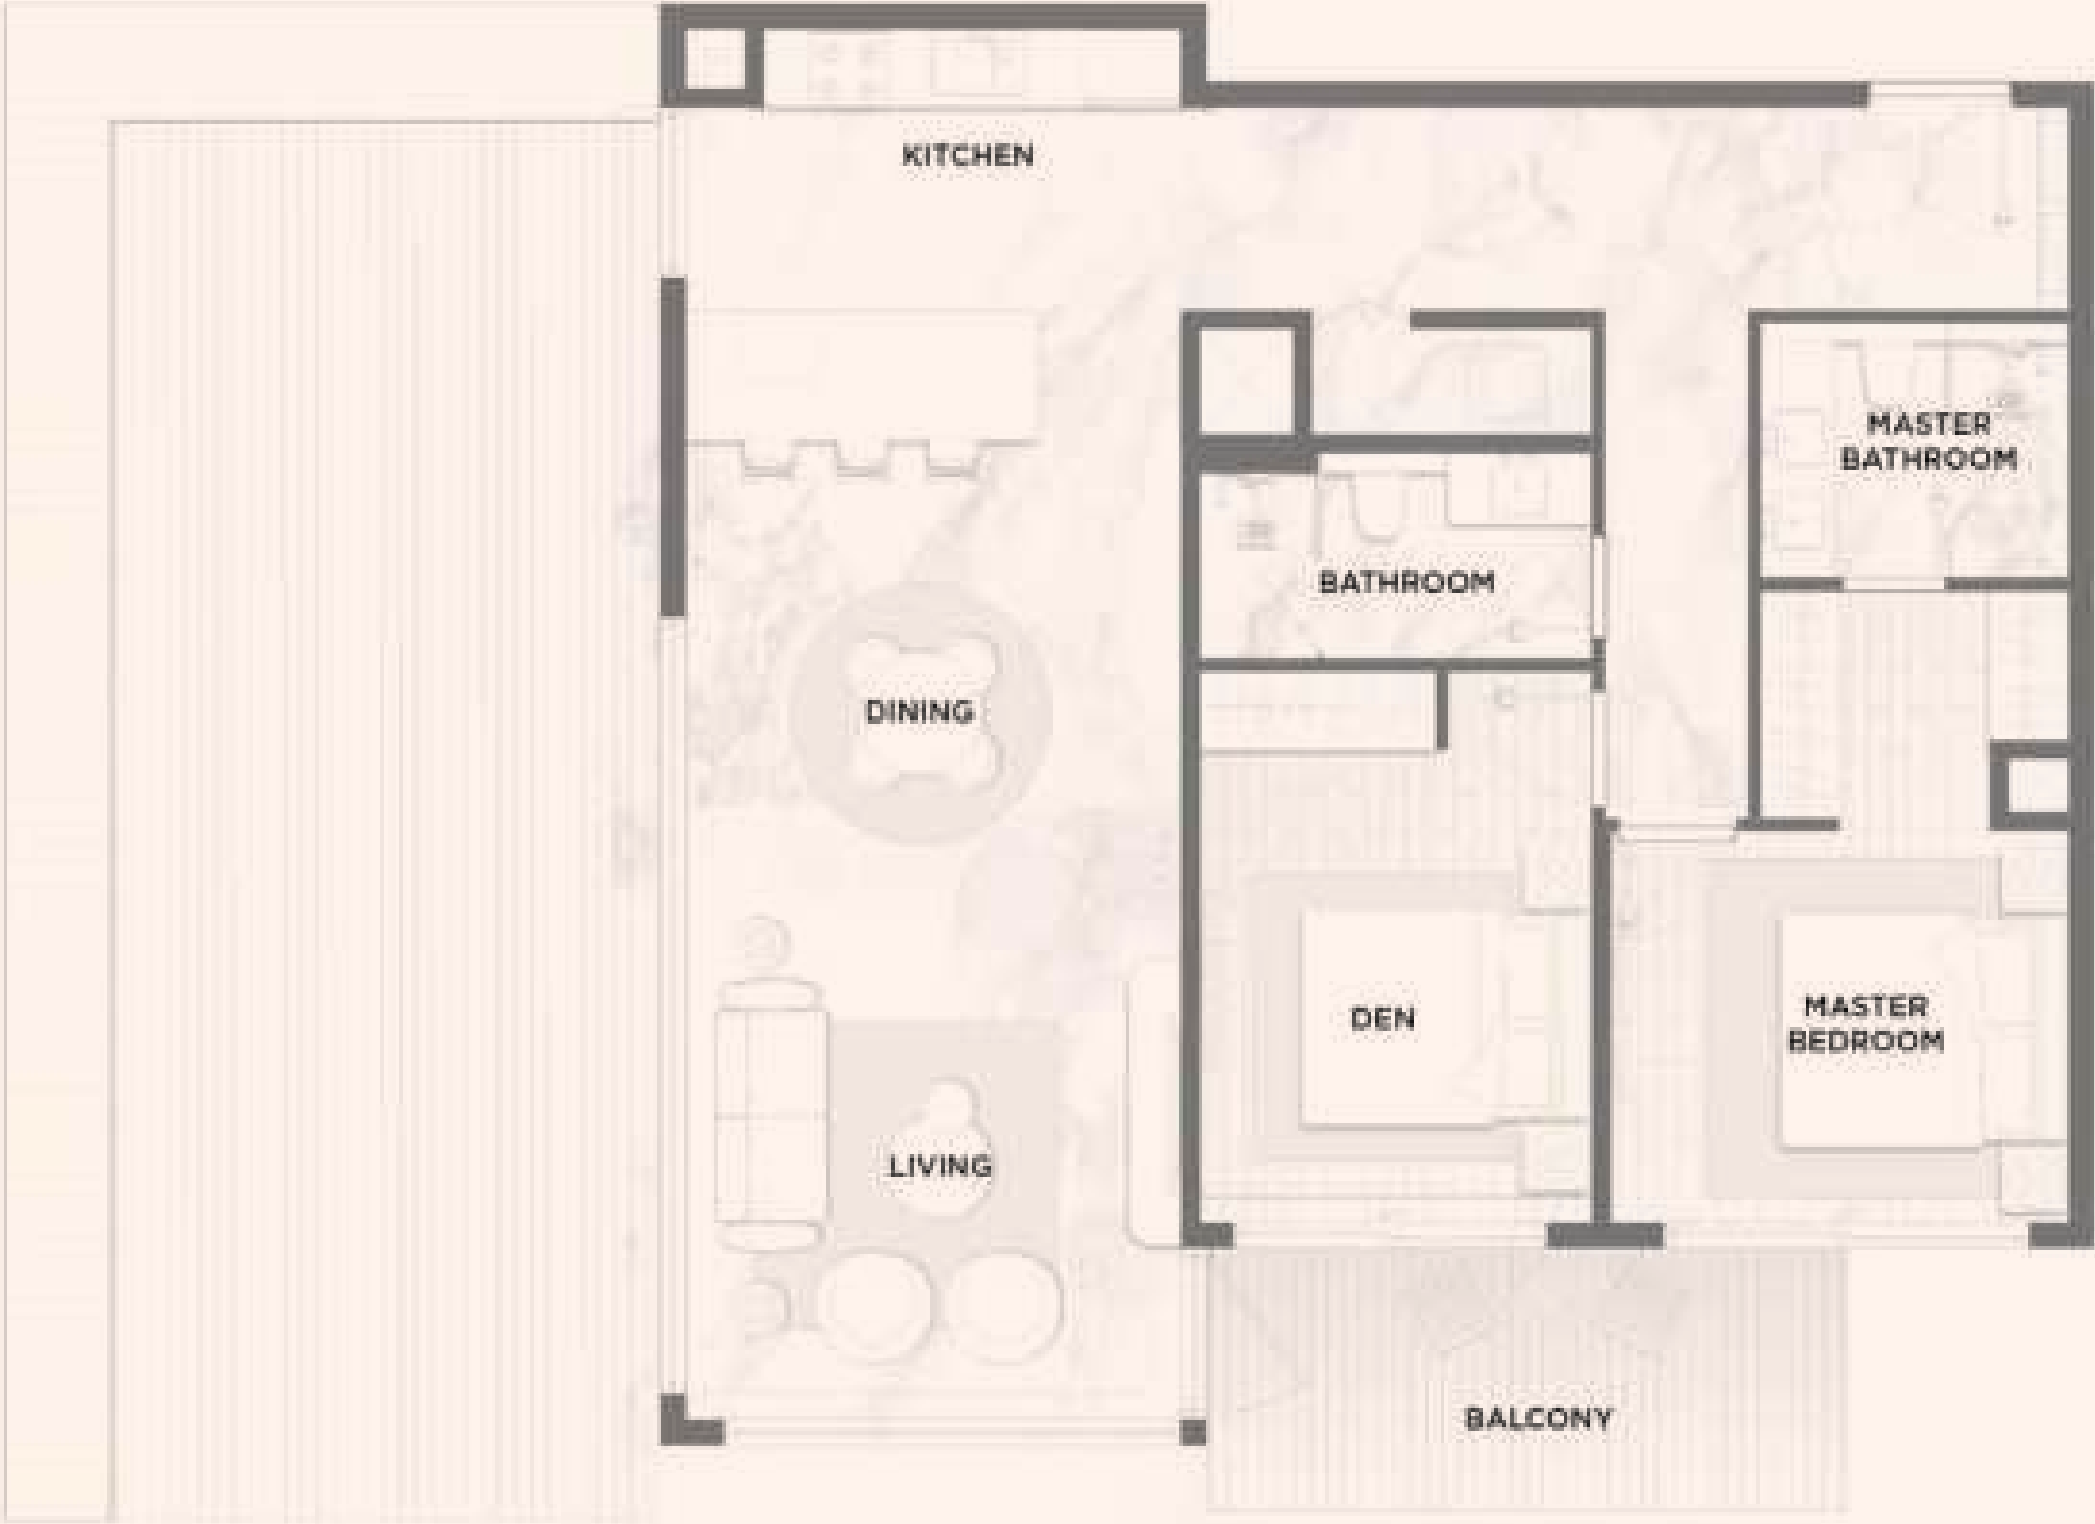 KITCHEN
MASTER
BATHROOM
BATHROOM
DINING
DEN
MASTER
BEDROOM
LIVING
BALCONY